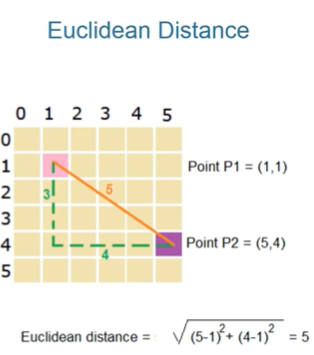 Euclidean Distance
0 1 2 3 4 5
0
1 Point P1 = (1,1)
2 3 5
3
4 Point P2 = (5,4)
4
5
Euclidean distance = √(5-1)²+ (4-1)² = 5